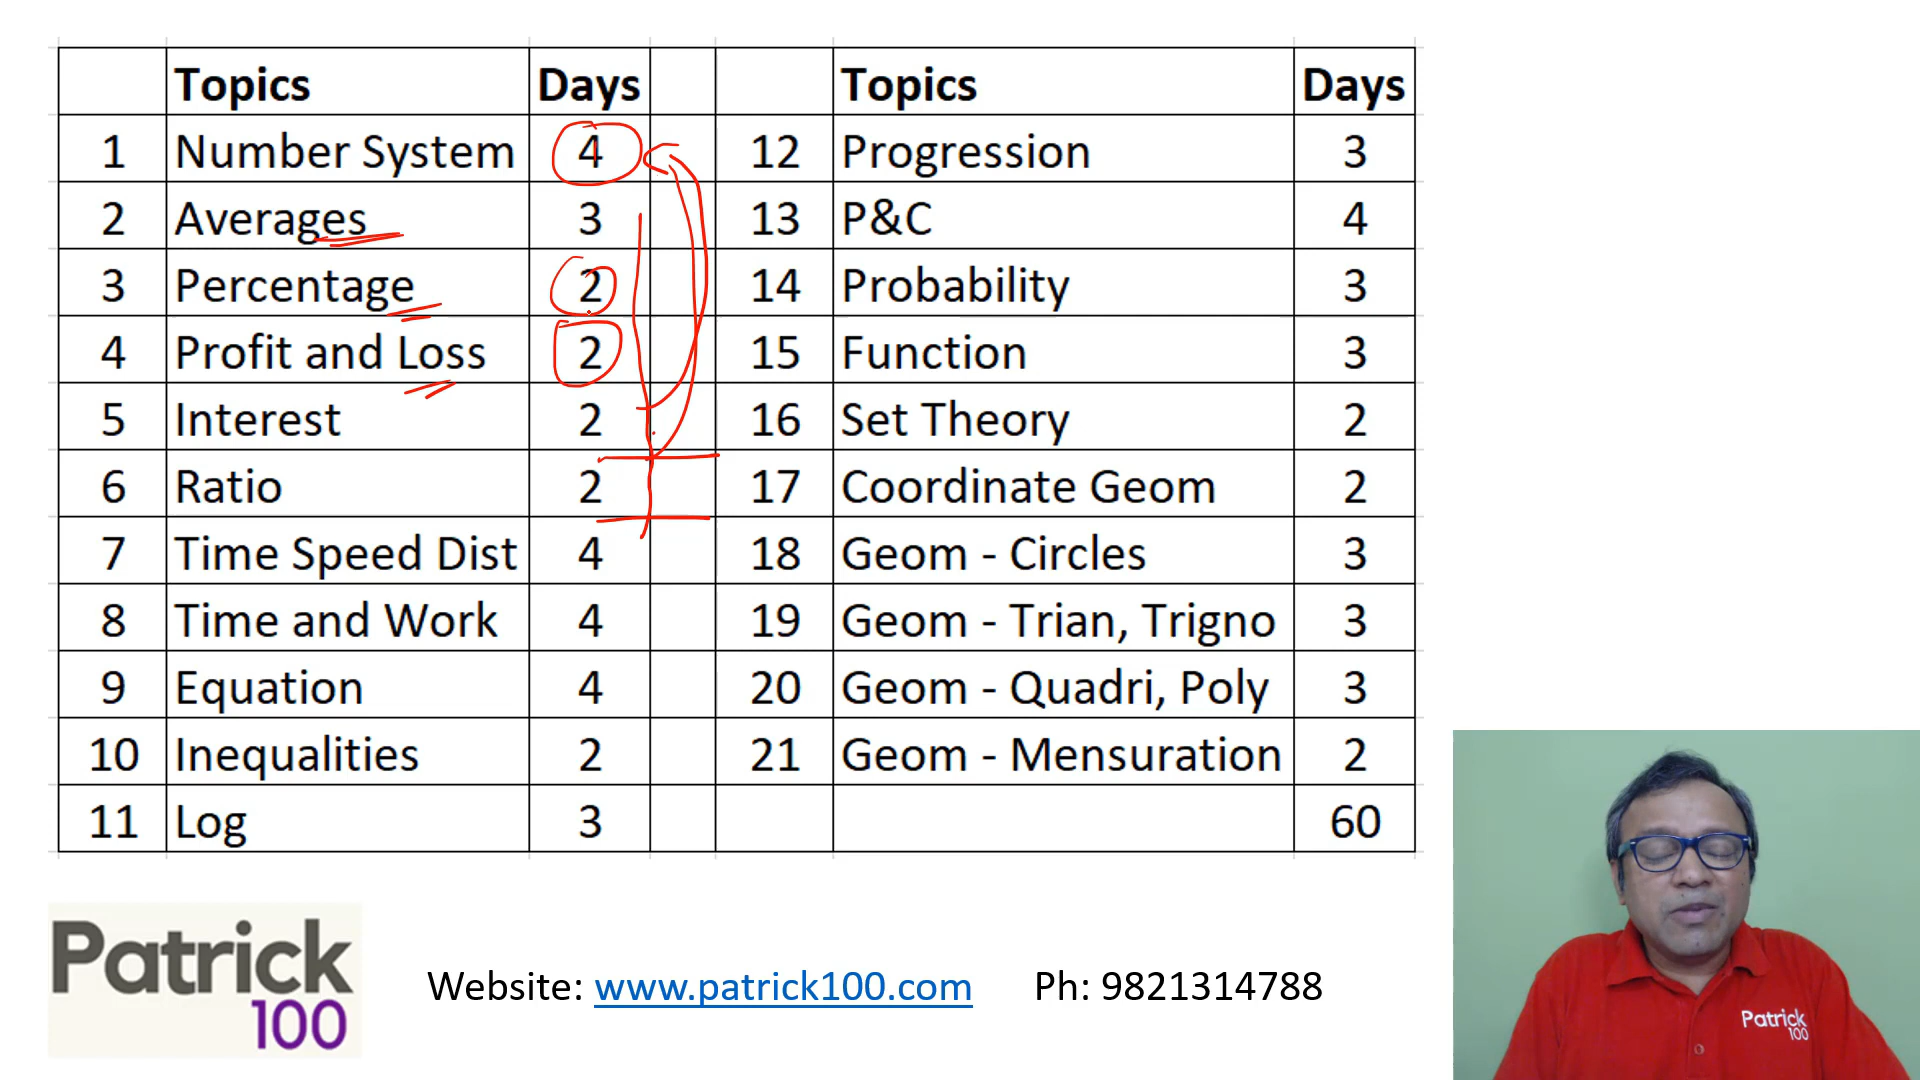 Topics Days Topics Days
1 Number System 4 12 Progression 3
2 Averages 3 13 P&C 4
3 Percentage 2 14 Probability 3
4 Profit and Loss 2 15 Function 3
5 Interest 2 16 Set Theory 2
6 Ratio 2 17 Coordinate Geom 2
7 Time Speed Dist 4 18 Geom - Circles 3
8 Time and Work 4 19 Geom - Trian, Trigno 3
9 Equation 4 20 Geom - Quadri, Poly 3
10 Inequalities 2 21 Geom - Mensuration 2
11 Log 3 60
Patrick
100
Website: www.patrick100.com Ph: 9821314788
Patrick
100